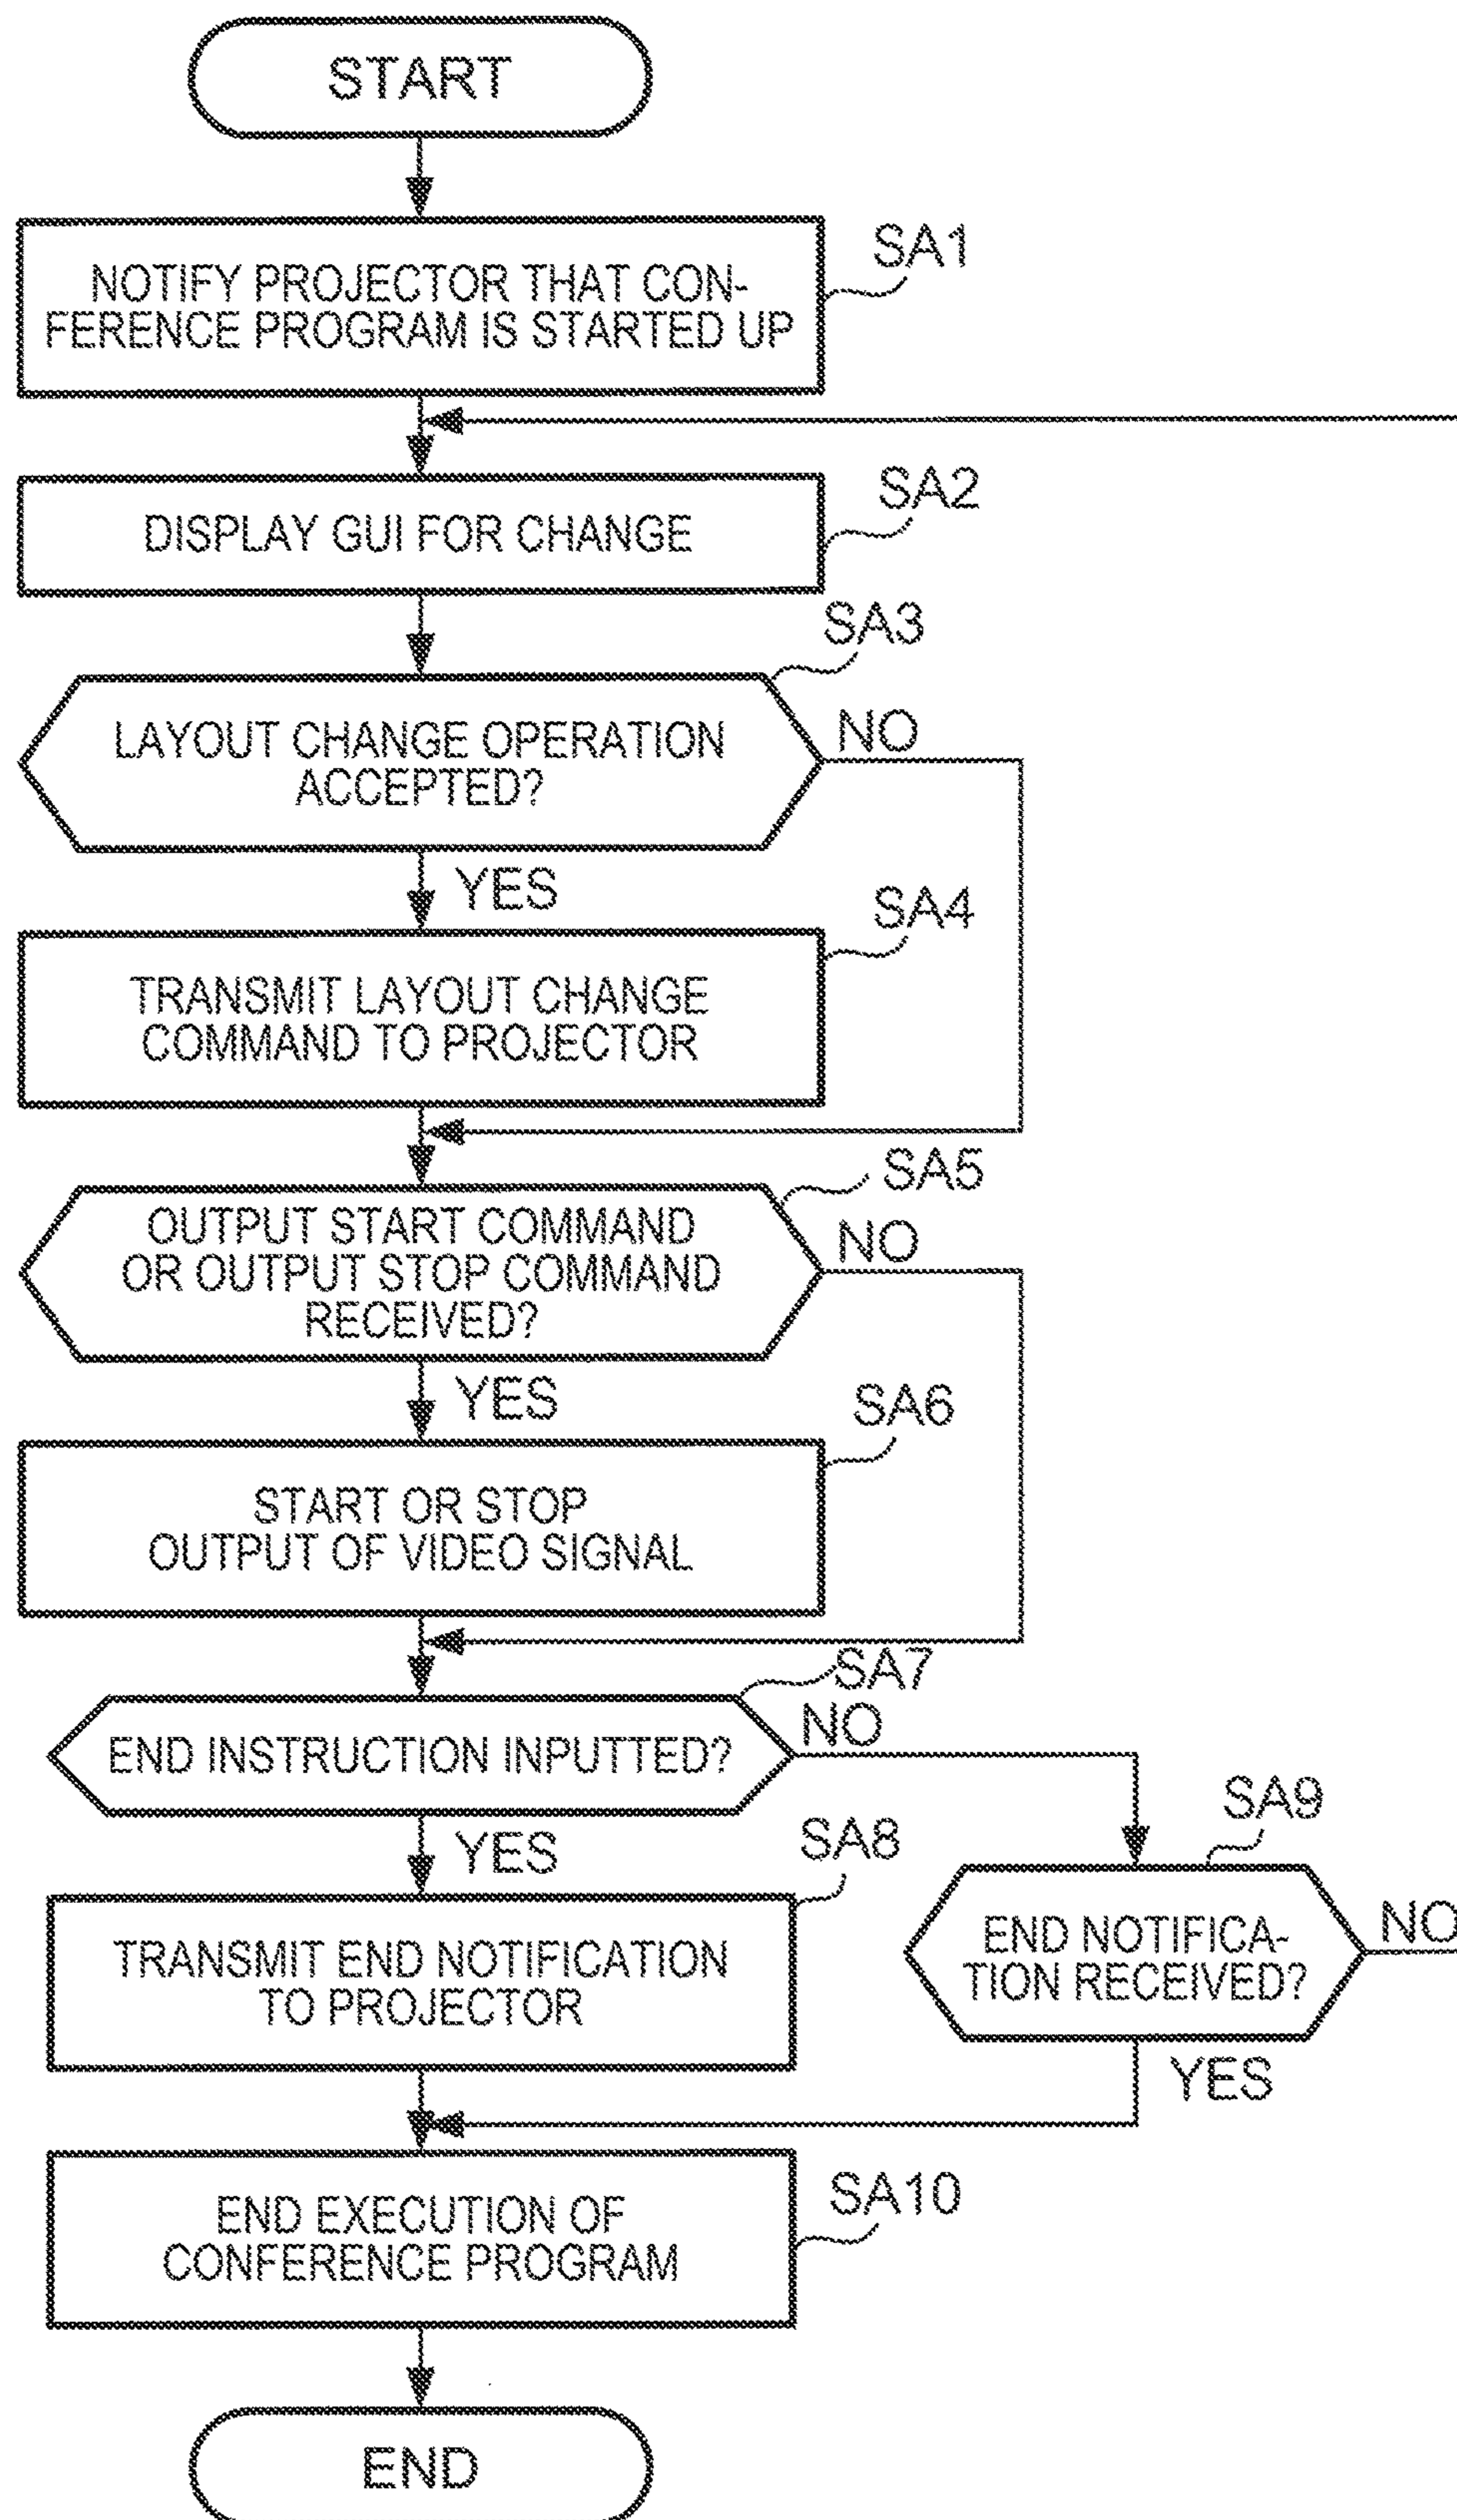 START
SA1
NOTIFY PROJECTOR THAT CON-
FERENCE PROGRAM IS STARTED UP
SA2
DISPLAY GUI FOR CHANGE
SA3
LAYOUT CHANGE OPERATION
ACCEPTED?
NO
YES
SA4
TRANSMIT LAYOUT CHANGE
COMMAND TO PROJECTOR
SA5
OUTPUT START COMMAND
OR OUTPUT STOP COMMAND
RECEIVED?
NO
YES
SA6
START OR STOP
OUTPUT OF VIDEO SIGNAL
SA7
END INSTRUCTION INPUTTED?
NO
YES
SA8
TRANSMIT END NOTIFICATION
TO PROJECTOR
SA9
END NOTIFICA-
TION RECEIVED?
NO
YES
SA10
END EXECUTION OF
CONFERENCE PROGRAM
END